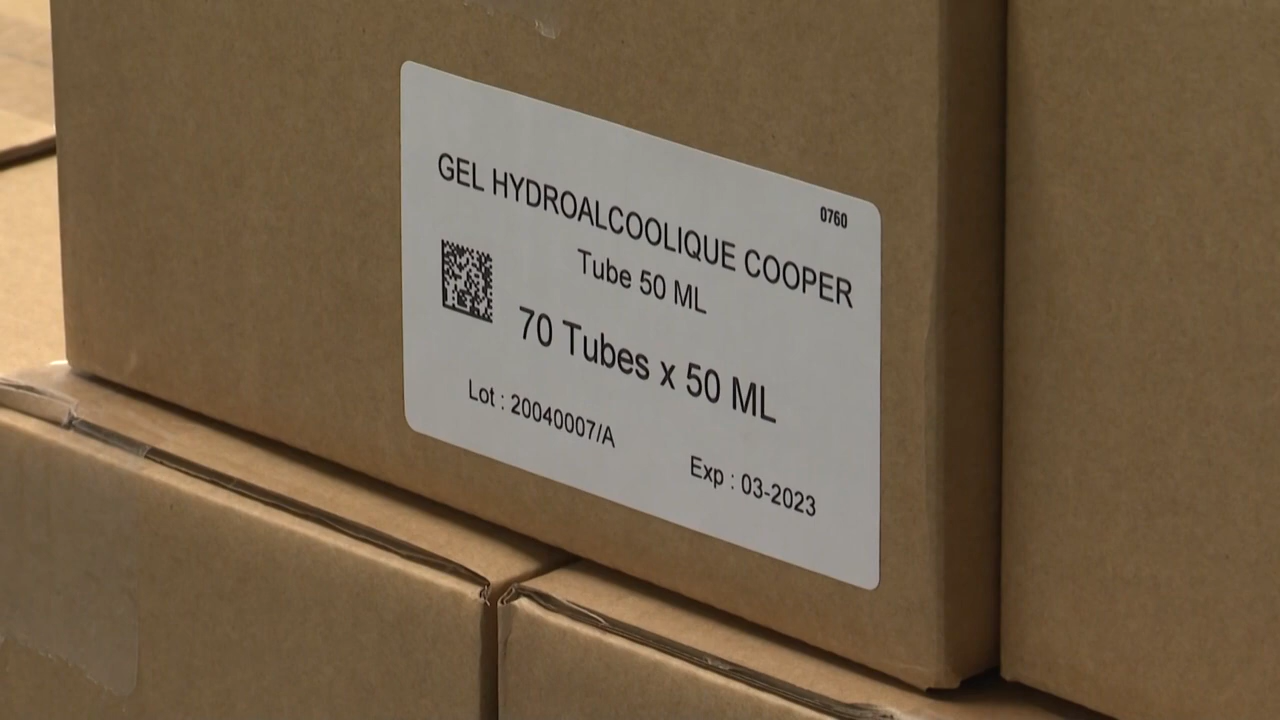 0760
GEL HYDROALCOOLIQUE COOPER
Tube 50 ML
70 Tubes x 50 ML
Lot : 20040007/A
Exp : 03-2023